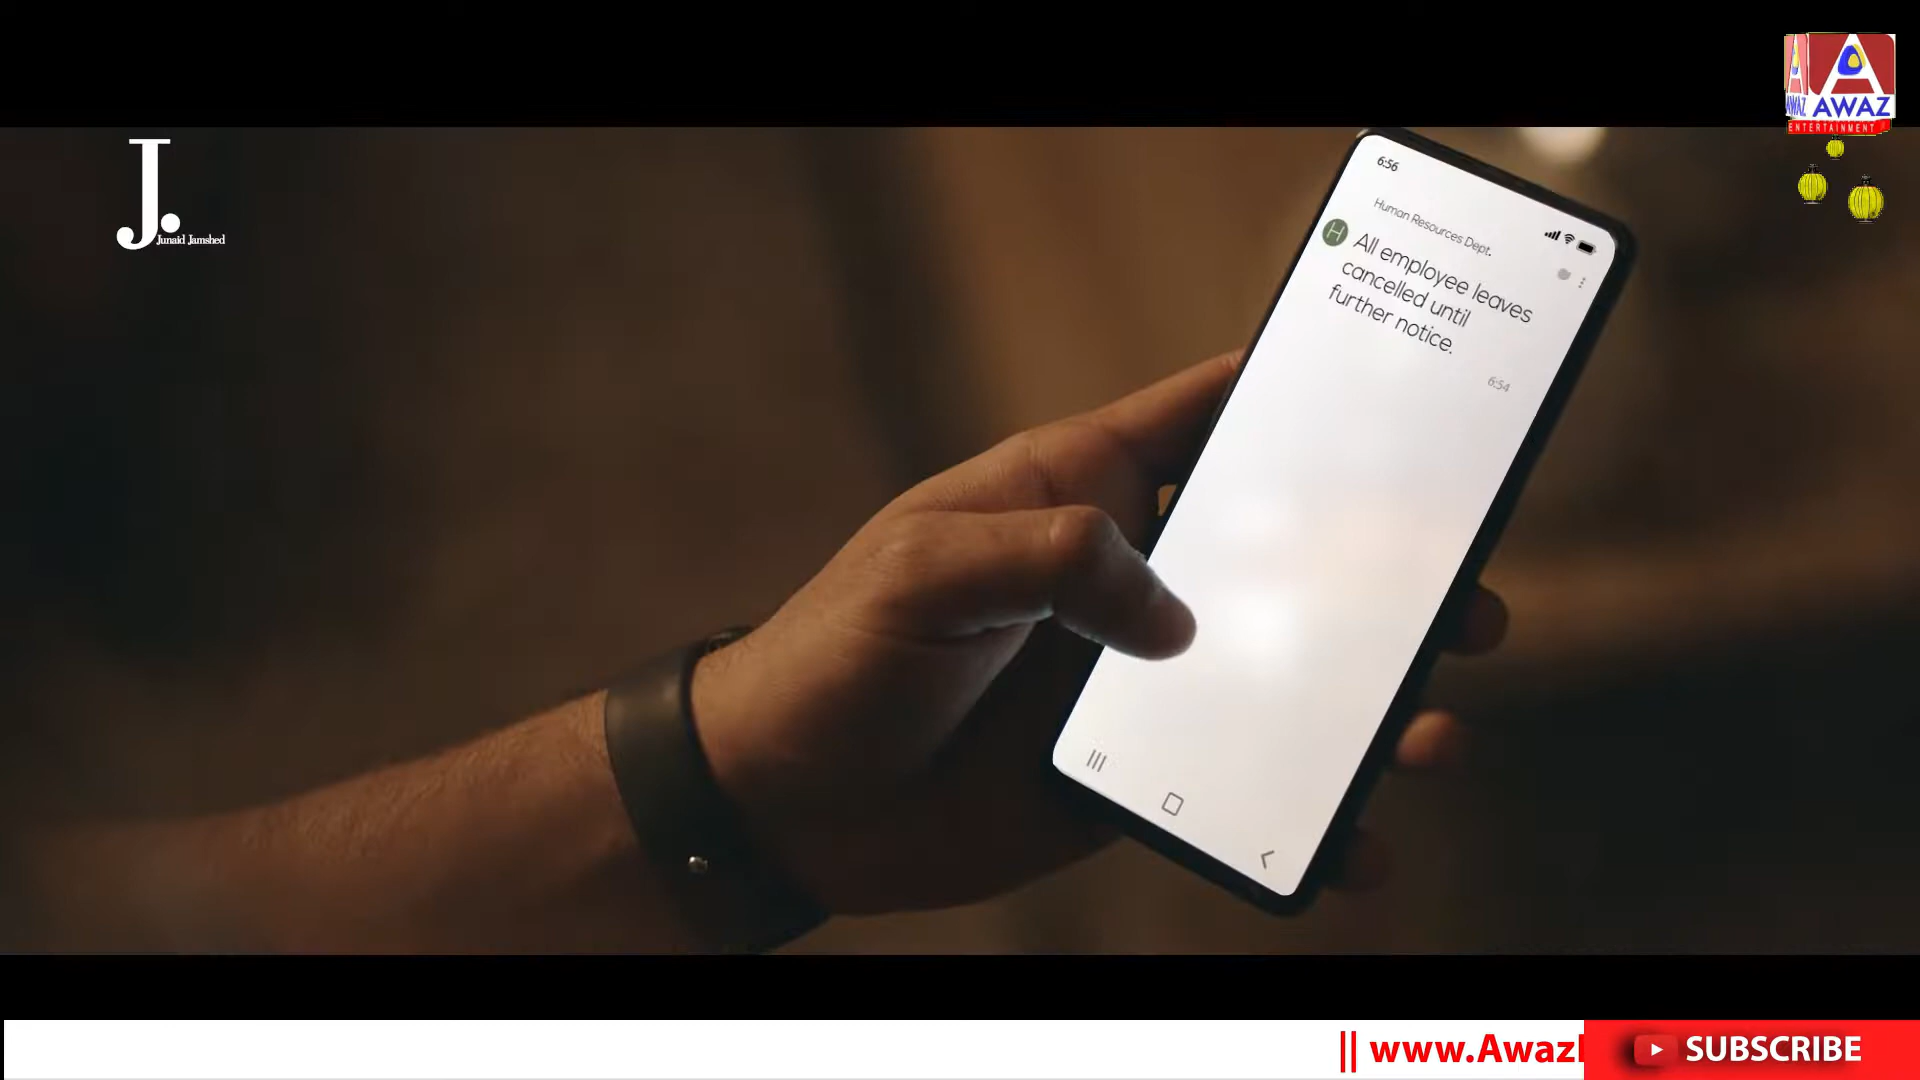 AWAZ
AWAZ
ENTERTAINMENT
J.
Junaid Jamshed
6:56
Human Resources Dept.
H
All employee leaves
cancelled until
further notice.
6:54
|| www.Awaz
SUBSCRIBE